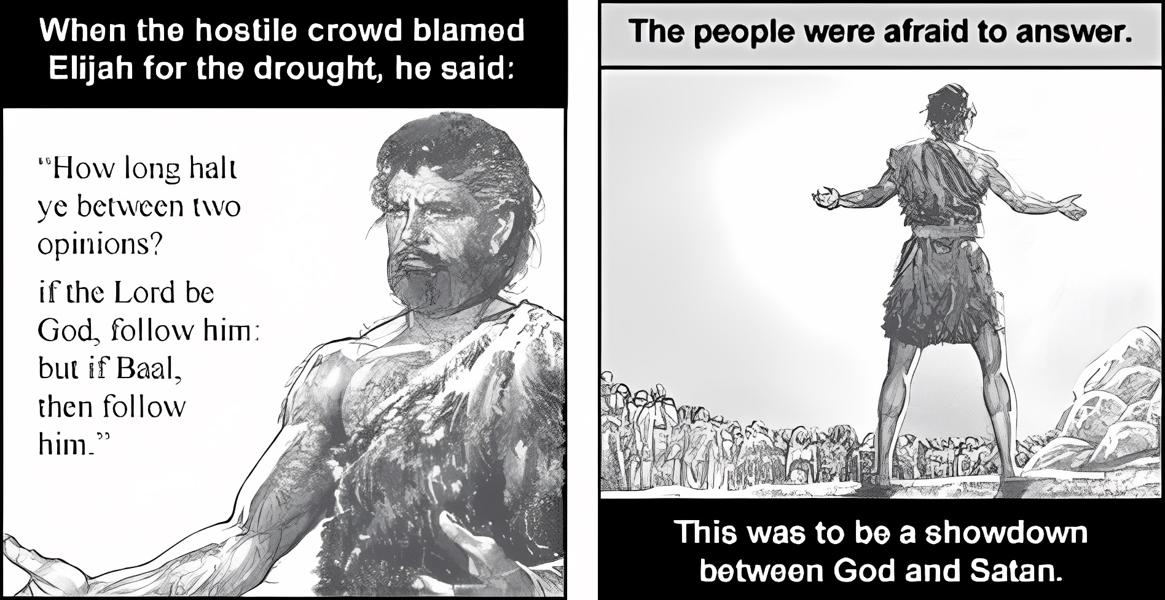 When the hostile crowd blamed
Elijah for the drought, he said:
“How long halt
ye between two
opinions?
if the Lord be
God, follow him:
but if Baal,
then follow
him.”
The people were afraid to answer.
This was to be a showdown
between God and Satan.